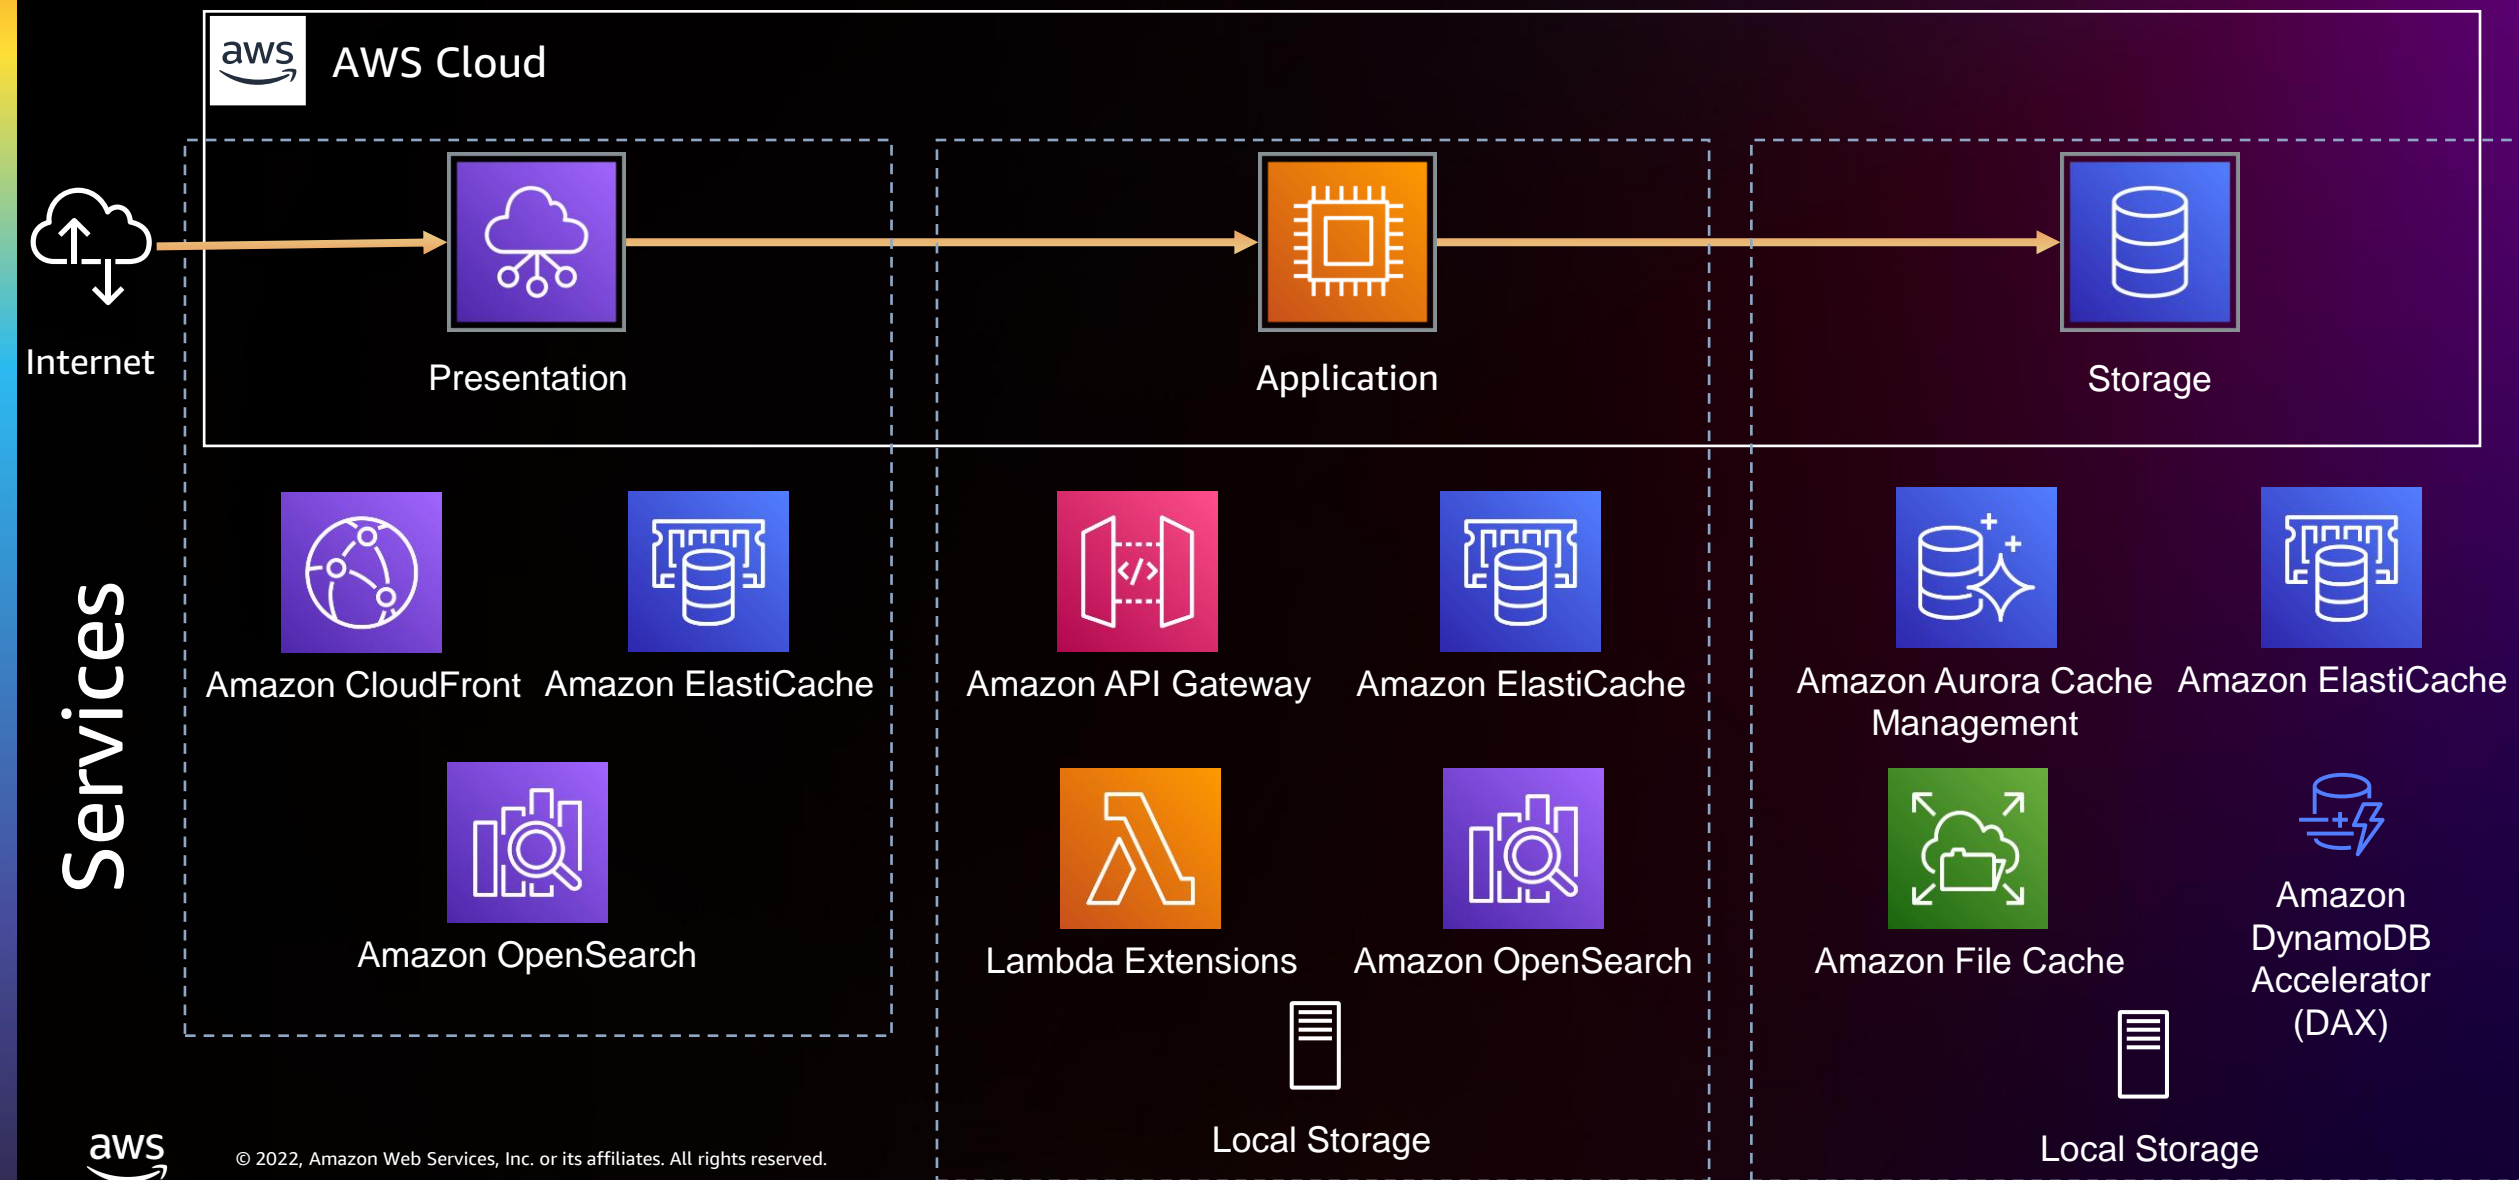 aws
AWS Cloud
Internet
Presentation
Application
Storage
Services
Amazon CloudFront
Amazon ElastiCache
Amazon OpenSearch
Amazon API Gateway
Amazon ElastiCache
</>
Lambda Extensions
Amazon OpenSearch
Local Storage
Amazon Aurora Cache
Management
Amazon ElastiCache
Amazon File Cache
Amazon
DynamoDB
Accelerator
(DAX)
Local Storage
aws
© 2022, Amazon Web Services, Inc. or its affiliates. All rights reserved.